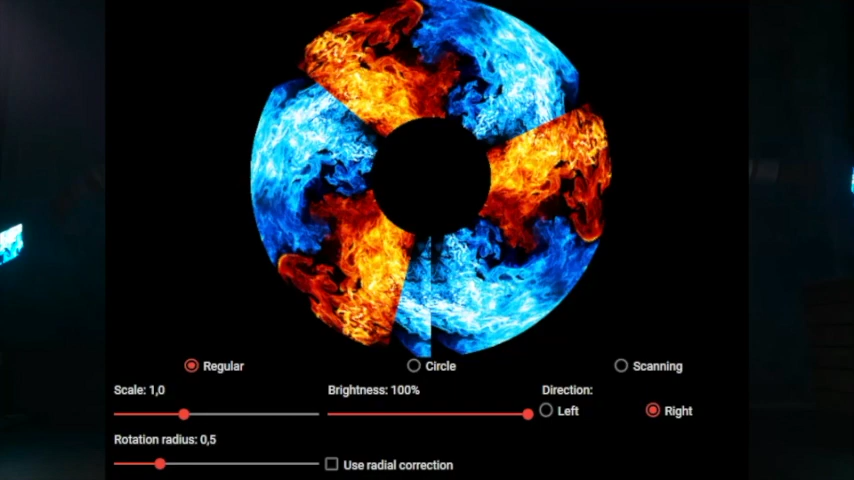 Regular
Circle
Scanning
Scale: 1,0
Brightness: 100%
Direction:
Left
Right
Rotation radius: 0,5
Use radial correction